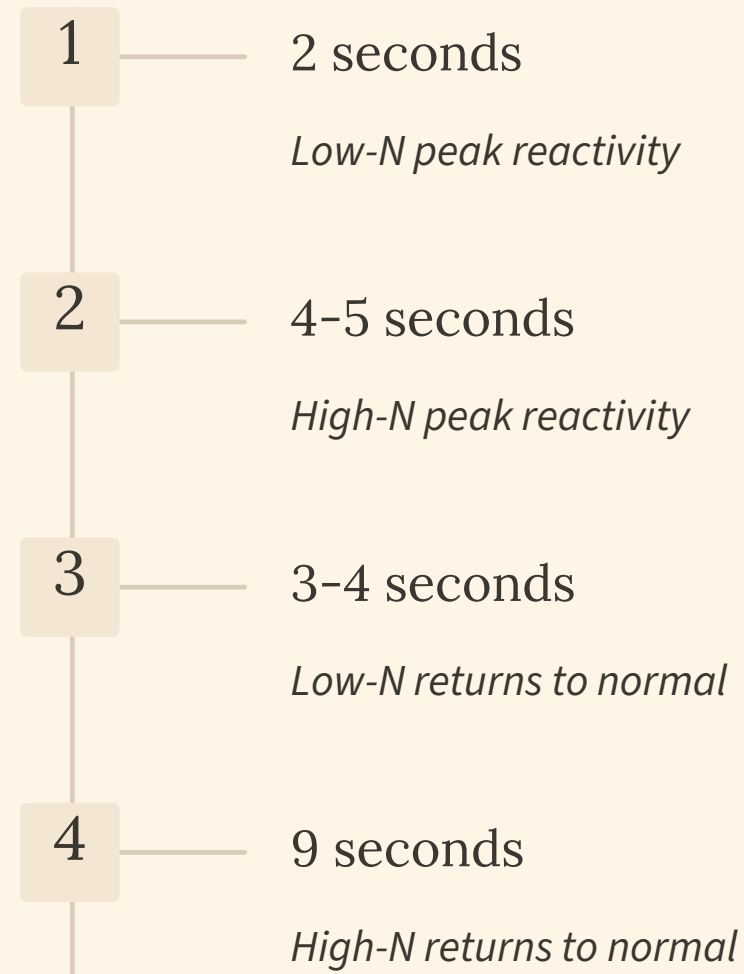 1
2 seconds
Low-N peak reactivity
2
4-5 seconds
High-N peak reactivity
3
3-4 seconds
Low-N returns to normal
4
9 seconds
High-N returns to normal